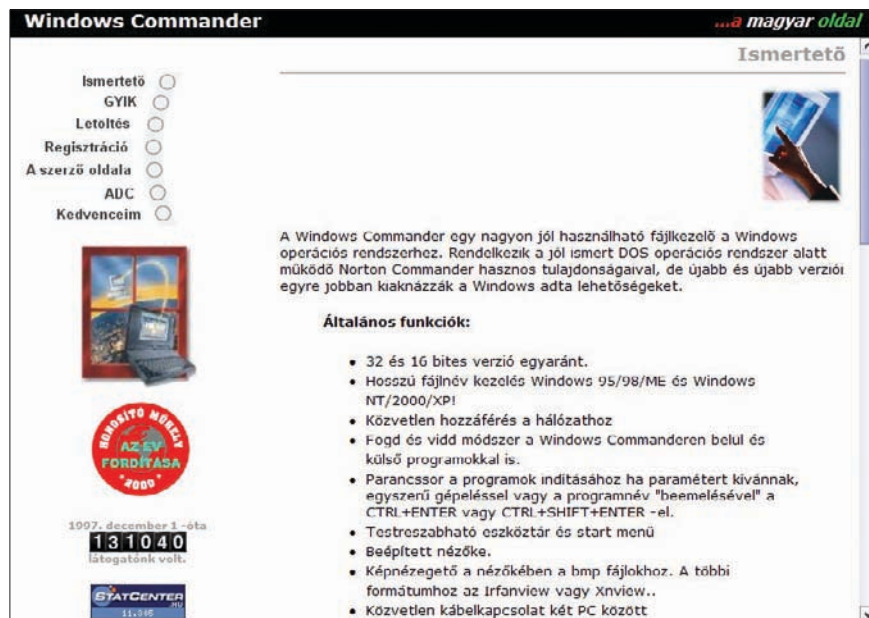 Windows Commander
...a magyar oldal
Ismertető
Ismertető
GYIK
Letöltés
Regisztráció
A szerző oldala
ADC
Kedvenceim
A Windows Commander egy nagyon jól használható fájlkezelő a Windows
operációs rendszerhez. Rendelkezik a jól ismert DOS operációs rendszer alatt
működő Norton Commander hasznos tulajdonságaival, de újabb és újabb verziói
egyre jobban kiaknázzák a Windows adta lehetőségeket.
Általános funkciók:
• 32 és 16 bites verzió egyaránt.
• Hosszú fájlnév kezelés Windows 95/98/ME és Windows
NT/2000/XP!
• Közvetlen hozzáférés a hálózathoz
• Fogd és vidd módszer a Windows Commanderen belül és
külső programokkal is.
• Parancssor a programok indításához ha paramétert kívánnak,
egyszerű gépeléssel vagy a programnév "beemelésével" a
CTRL+ENTER vagy CTRL+SHIFT+ENTER -el.
• Testreszabható eszköztár és start menü
• Beépített nézőke.
• Képnézegető a nézőkében a bmp fájlokhoz. A többi
formátumhoz az Irfanview vagy Xnview..
• Közvetlen kábelkapcsolat két PC között
HONOSÍTÓ MŰHELY
AZ ÉV
FORDÍTÁSA
*2000*
1997. december 1 -óta
131040
látogatónk volt.
STATCENTER
.HU